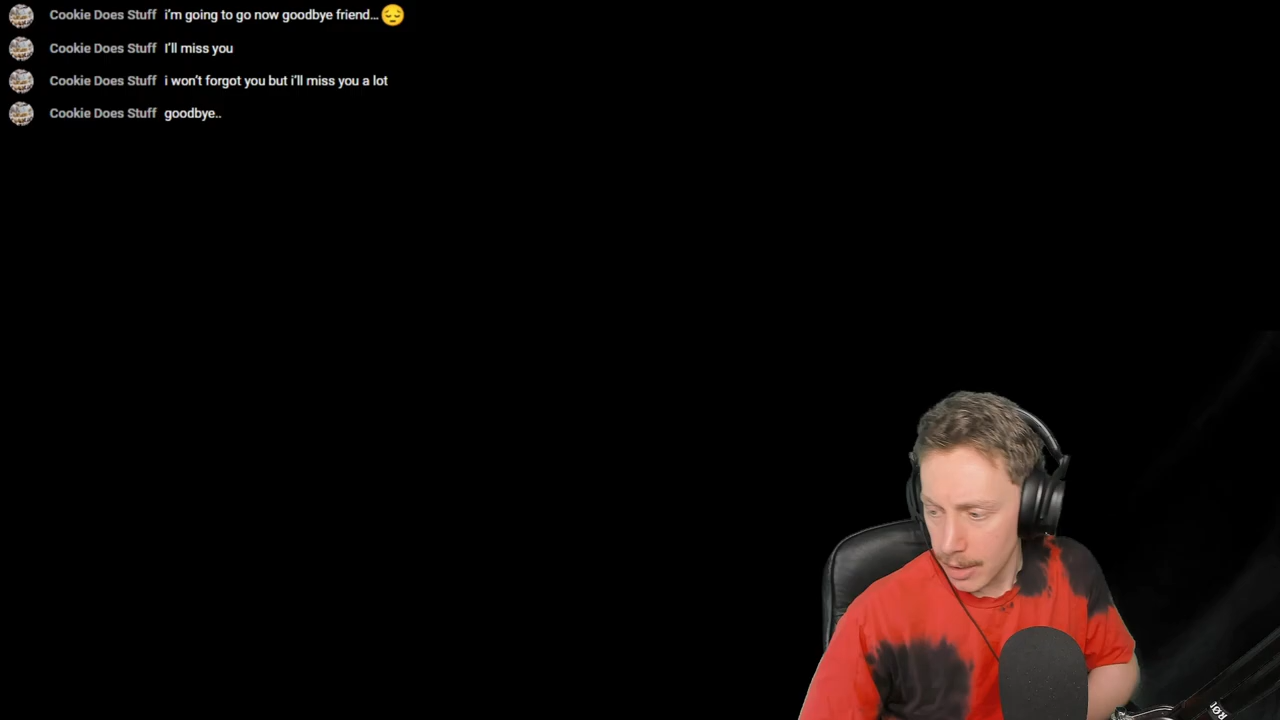 Cookie Does Stuff i'm going to go now goodbye friend...😔
Cookie Does Stuff I'll miss you
Cookie Does Stuff i won't forgot you but i'll miss you a lot
Cookie Does Stuff goodbye..